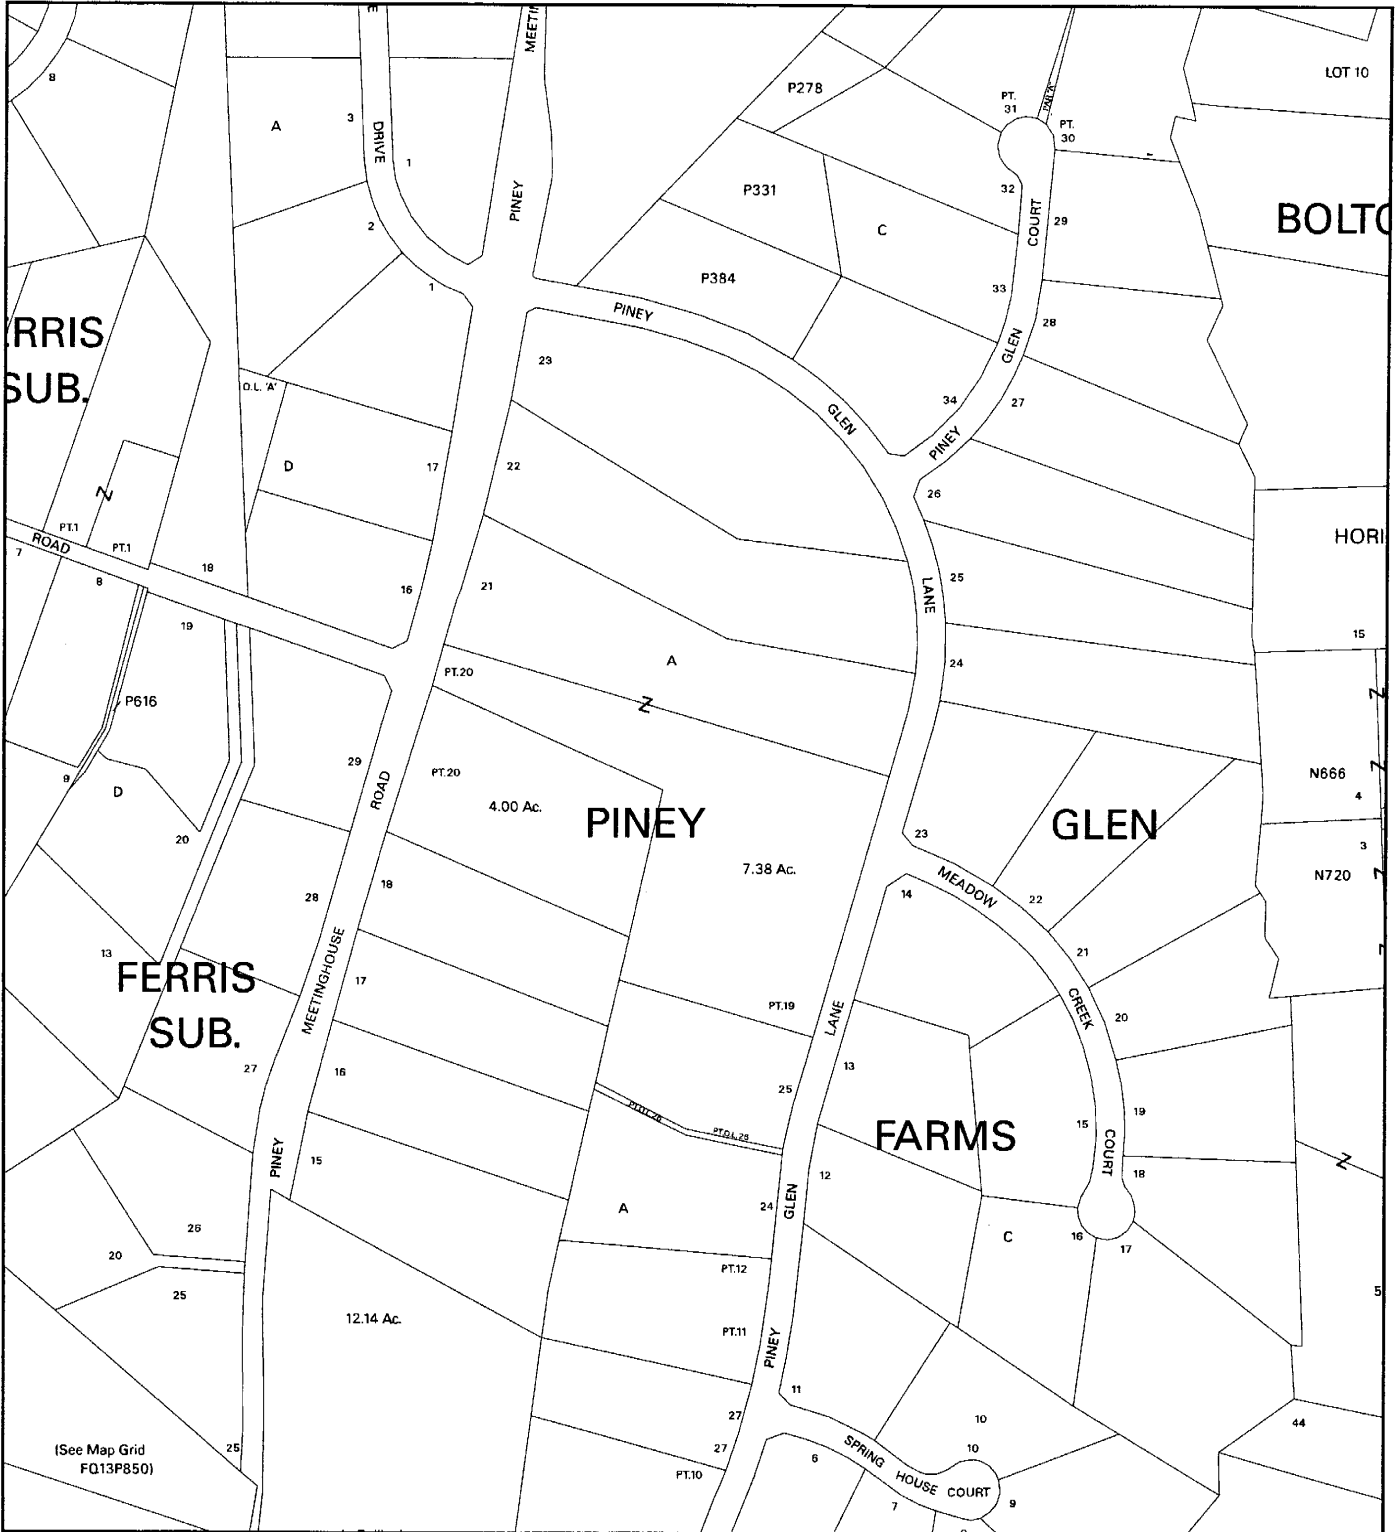 8
A
3
DRIVE
1
2
1
PINEY
P278
P331
P384
C
PT.
31
PAR.'A'
PT.
30
32
COURT
29
33
28
GLEN
34
27
PINEY
26
LOT 10
PINEY
GLEN
LANE
23
22
21
O.L. 'A'
D
17
16
Z
PT.1
PT.1
ROAD
7
8
18
19
P616
9
D
20
PT.20
A
Z
25
24
15
Z
Z
N666
4
3
N720
Z
29
ROAD
PT.20
4.00 Ac.
PINEY
GLEN
7.38 Ac.
23
MEADOW
22
14
21
CREEK
20
28
18
17
MEETINGHOUSE
13
FERRIS
SUB.
27
16
PT.19
LANE
13
25
FARMS
15
19
COURT
18
Z
PT.O.L.28
PT.O.L.28
PINEY
15
12
24
GLEN
A
C
16
17
26
20
25
PT.12
12.14 Ac.
PT.11
PINEY
11
27
27
PT.10
10
10
SPRING
HOUSE
COURT
6
7
9
44
25
(See Map Grid
FQ13P850)